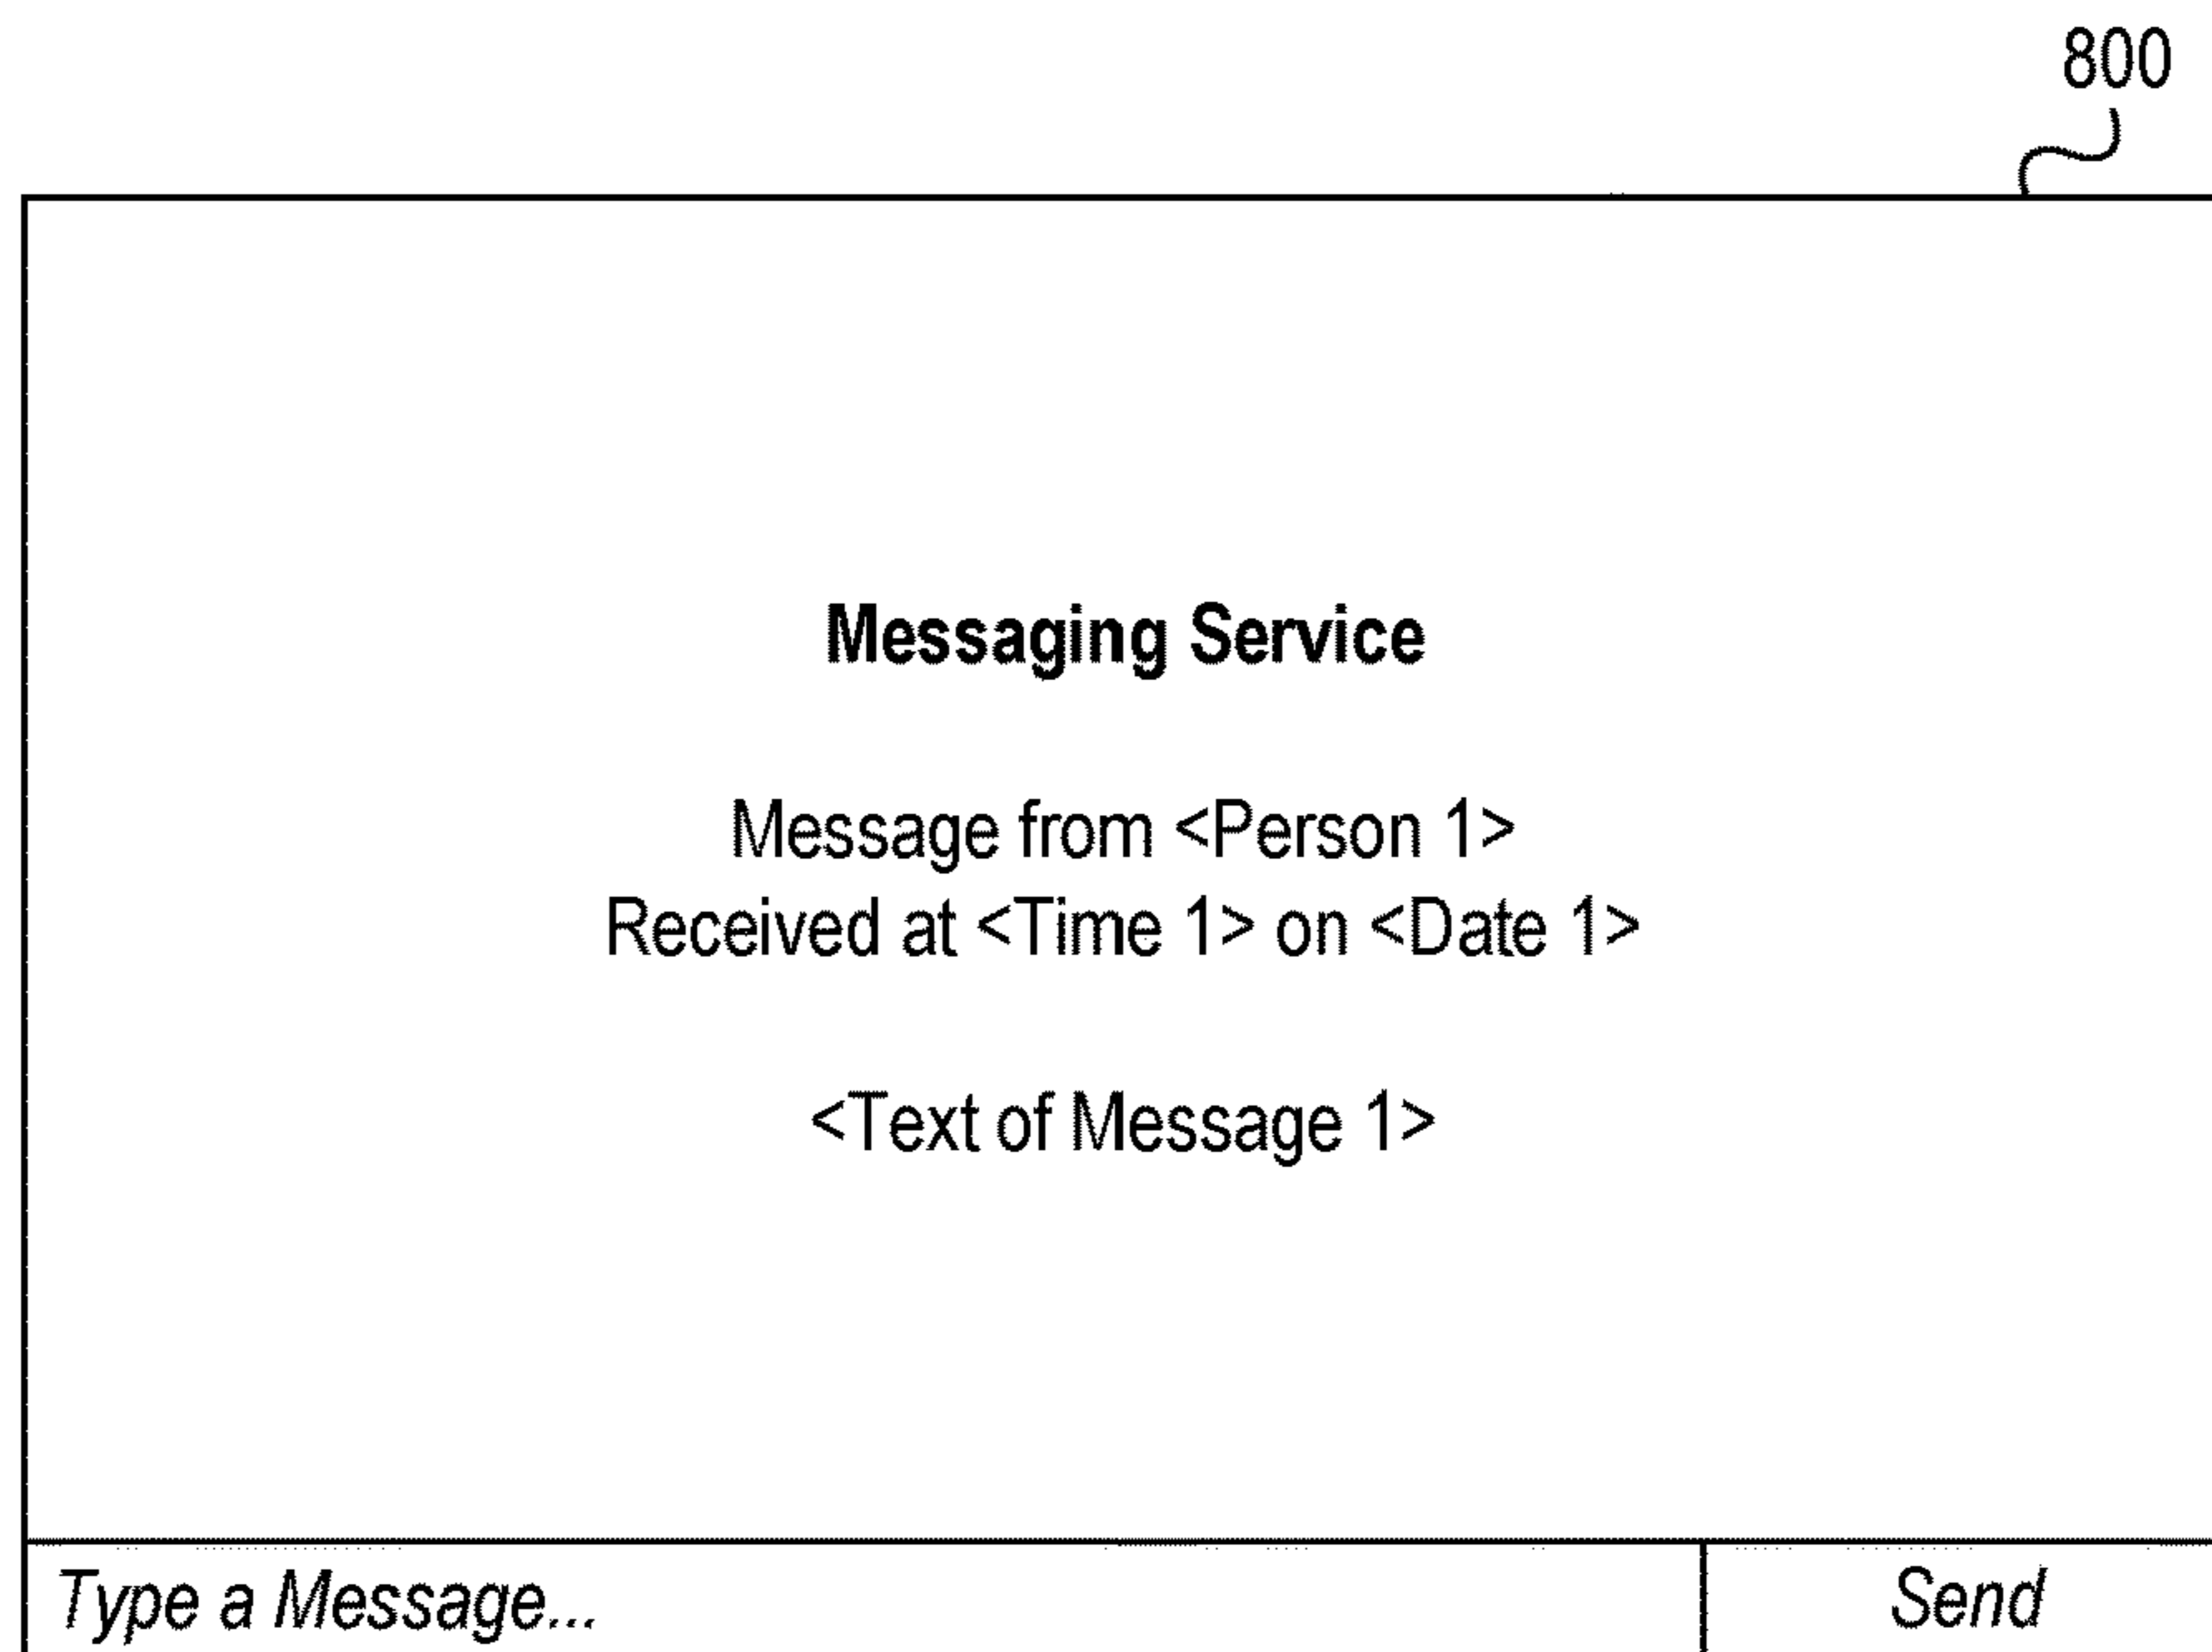 800
Messaging Service
Message from <Person 1>
Received at <Time 1> on <Date 1>
<Text of Message 1>
Type a Message... Send